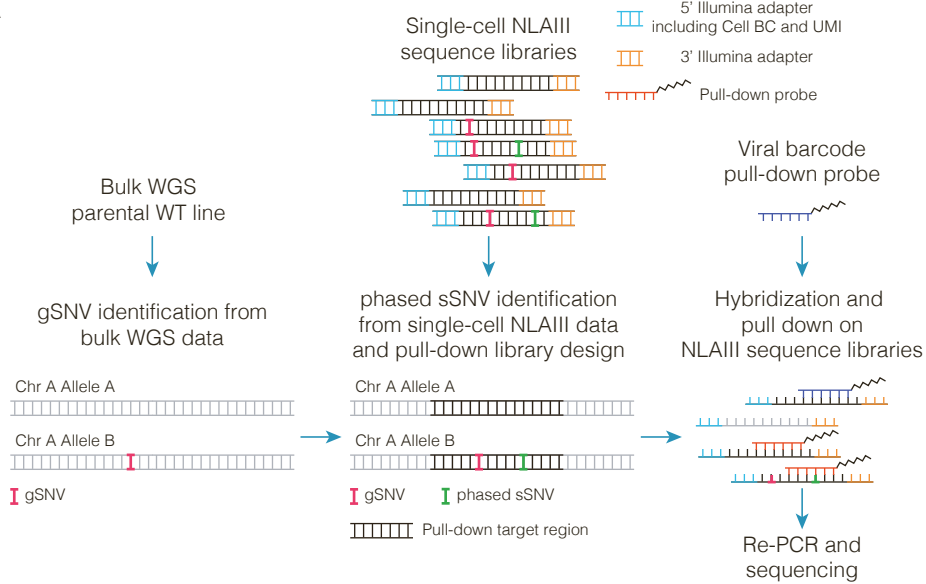 Single-cell NLAIII
sequence libraries
5' Illumina adapter
including Cell BC and UMI
3' Illumina adapter
Pull-down probe
Viral barcode
pull-down probe
Bulk WGS
parental WT line
gSNV identification from
bulk WGS data
phased sSNV identification
from single-cell NLAIII data
and pull-down library design
Hybridization and
pull down on
NLAIII sequence libraries
Chr A Allele A
Chr A Allele B
gSNV
Chr A Allele A
Chr A Allele B
gSNV
phased sSNV
Pull-down target region
Re-PCR and
sequencing